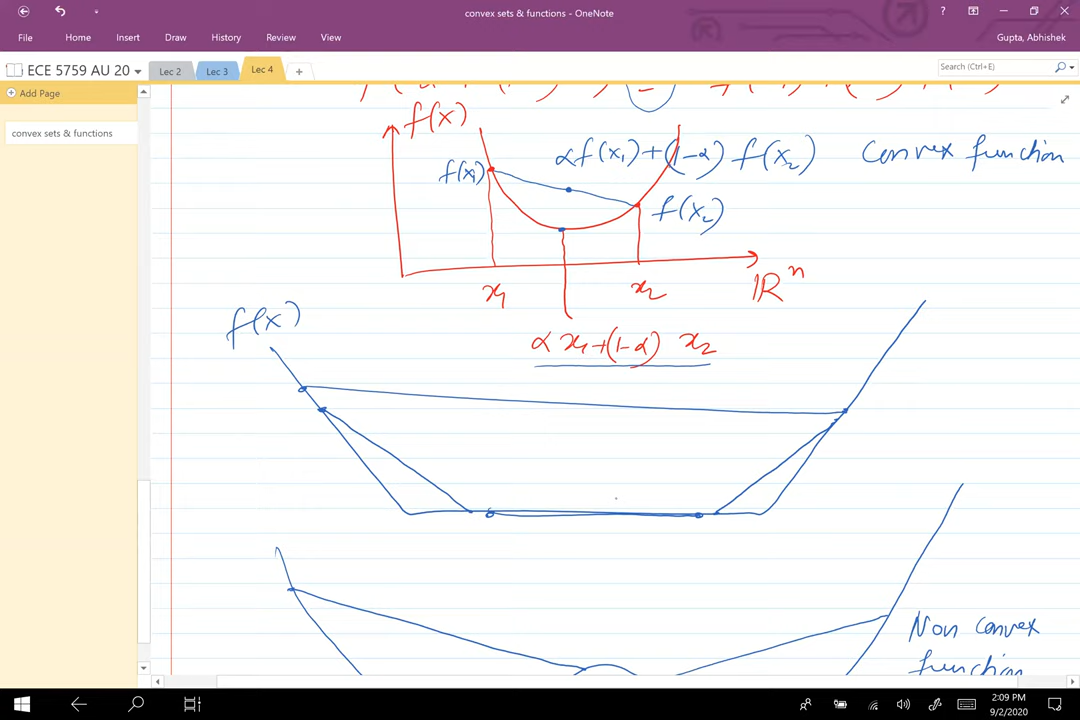 convex sets & functions - OneNote
?
File Home Insert Draw History Review View
Gupta, Abhishek
ECE 5759 AU 20
Lec 2
Lec 3
Lec 4
+
Search (Ctrl+E)
Add Page
convex sets & functions
f(x)
f(x₁)
αf(x₁)+(1-α) f(x₂)
Convex function
f(x₂)
x₁
x₂
ℝⁿ
αx₁+(1-α) x₂
f(x)
Non convex
function
2:09 PM
9/2/2020